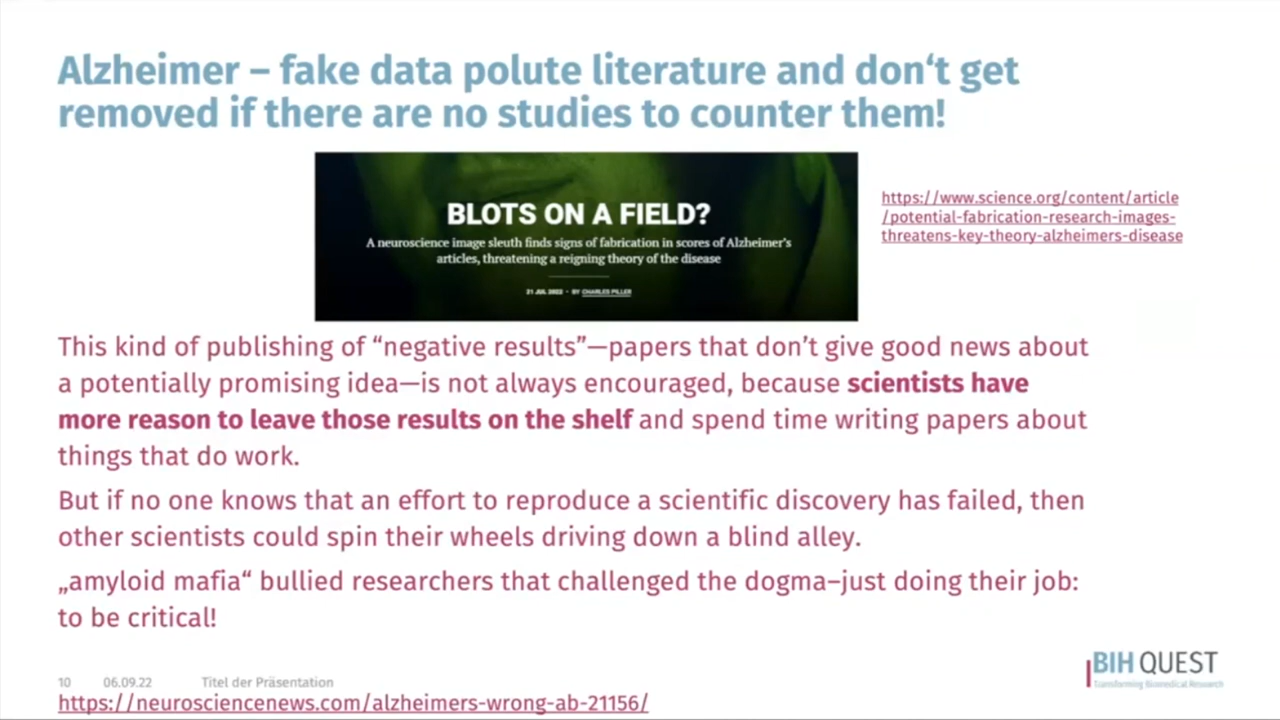 Alzheimer – fake data polute literature and don‘t get
removed if there are no studies to counter them!
BLOTS ON A FIELD?
A neuroscience image sleuth finds signs of fabrication in scores of Alzheimer's
articles, threatening a reigning theory of the disease
21 JUL 2022 • BY CHARLES PILLER
https://www.science.org/content/article
/potential-fabrication-research-images-
threatens-key-theory-alzheimers-disease
This kind of publishing of “negative results”—papers that don’t give good news about
a potentially promising idea—is not always encouraged, because scientists have
more reason to leave those results on the shelf and spend time writing papers about
things that do work.
But if no one knows that an effort to reproduce a scientific discovery has failed, then
other scientists could spin their wheels driving down a blind alley.
„amyloid mafia“ bullied researchers that challenged the dogma–just doing their job:
to be critical!
BIH QUEST
Transforming Biomedical Research
10 06.09.22 Titel der Präsentation
https://neurosciencenews.com/alzheimers-wrong-ab-21156/